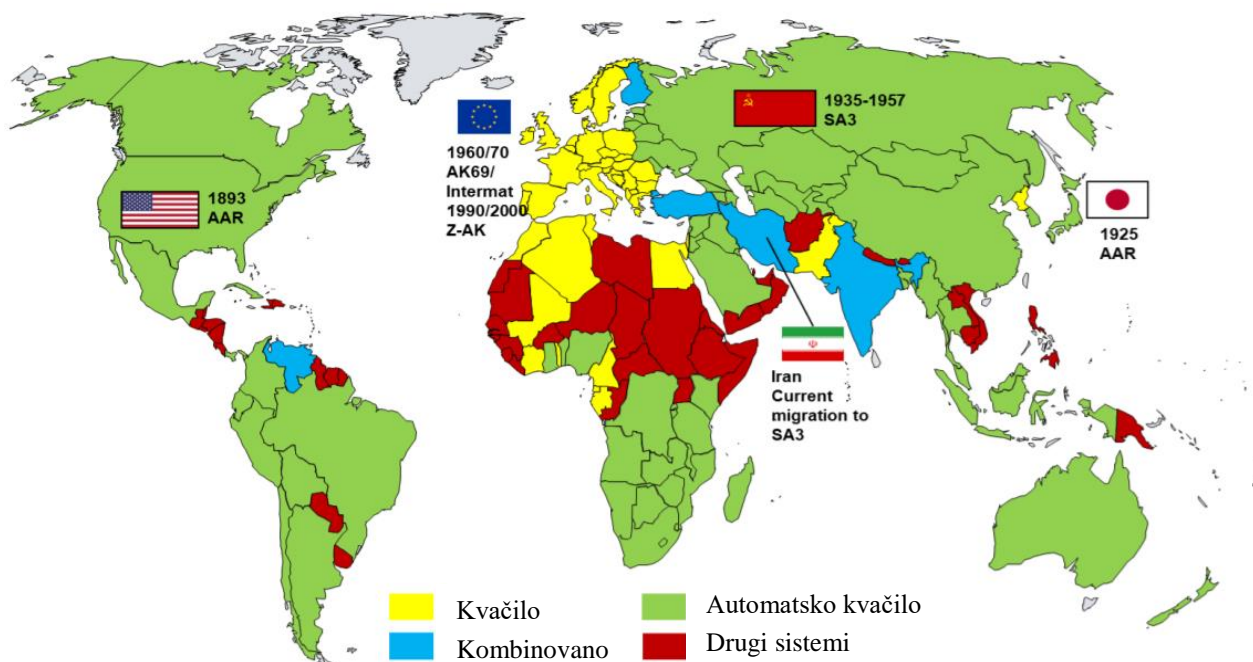 1960/70
AK69/
Intermat
1990/2000
Z-AK
1935-1957
SA3
1893
AAR
1925
AAR
Iran
Current
migration to
SA3
Kvačilo
Automatsko kvačilo
Kombinovano
Drugi sistemi